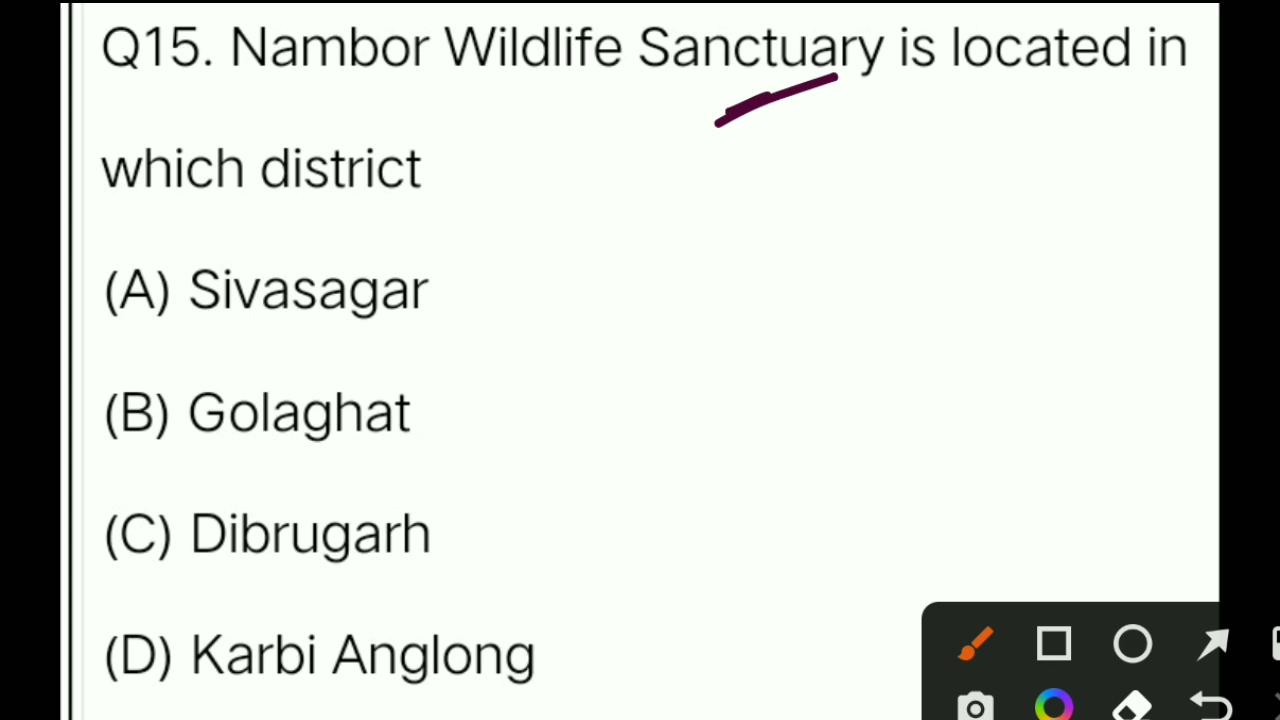 Q15. Nambor Wildlife Sanctuary is located in
which district
(A) Sivasagar
(B) Golaghat
(C) Dibrugarh
(D) Karbi Anglong